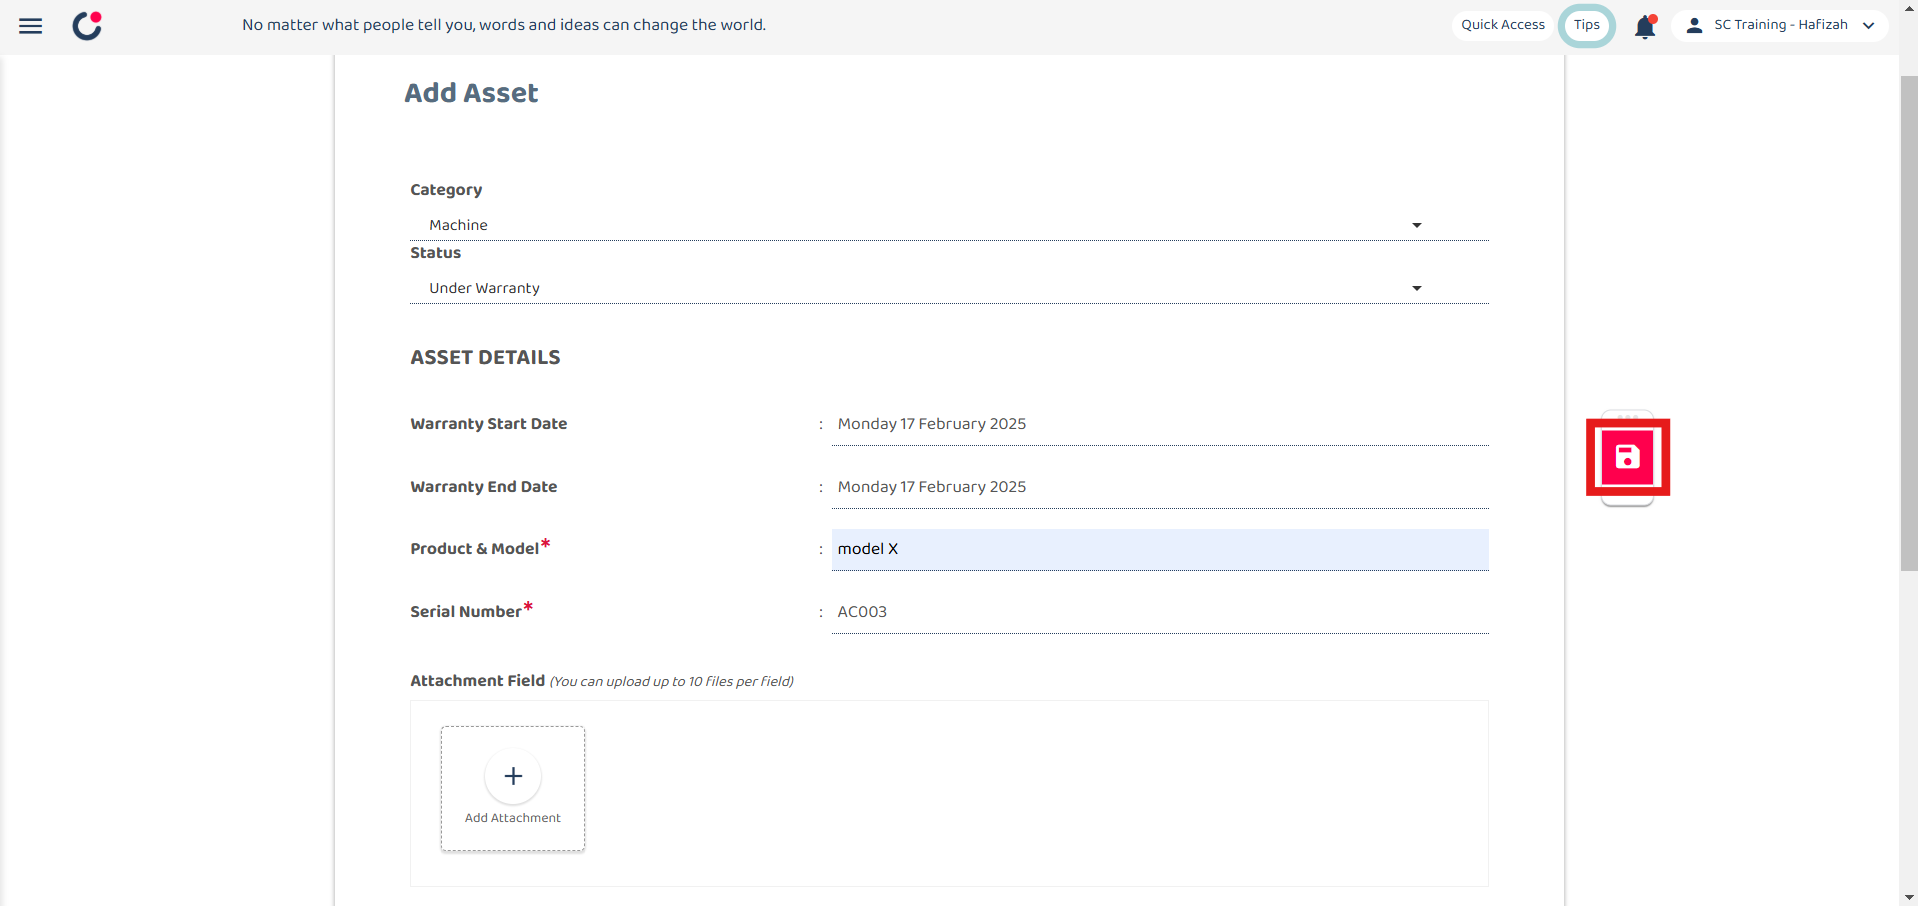 No matter what people tell you, words and ideas can change the world.
Quick Access
Tips
SC Training - Hafizah
Add Asset
Category
Machine
Status
Under Warranty
ASSET DETAILS
Warranty Start Date : Monday 17 February 2025
Warranty End Date : Monday 17 February 2025
Product & Model* : model X
Serial Number* : AC003
Attachment Field (You can upload up to 10 files per field)
Add Attachment